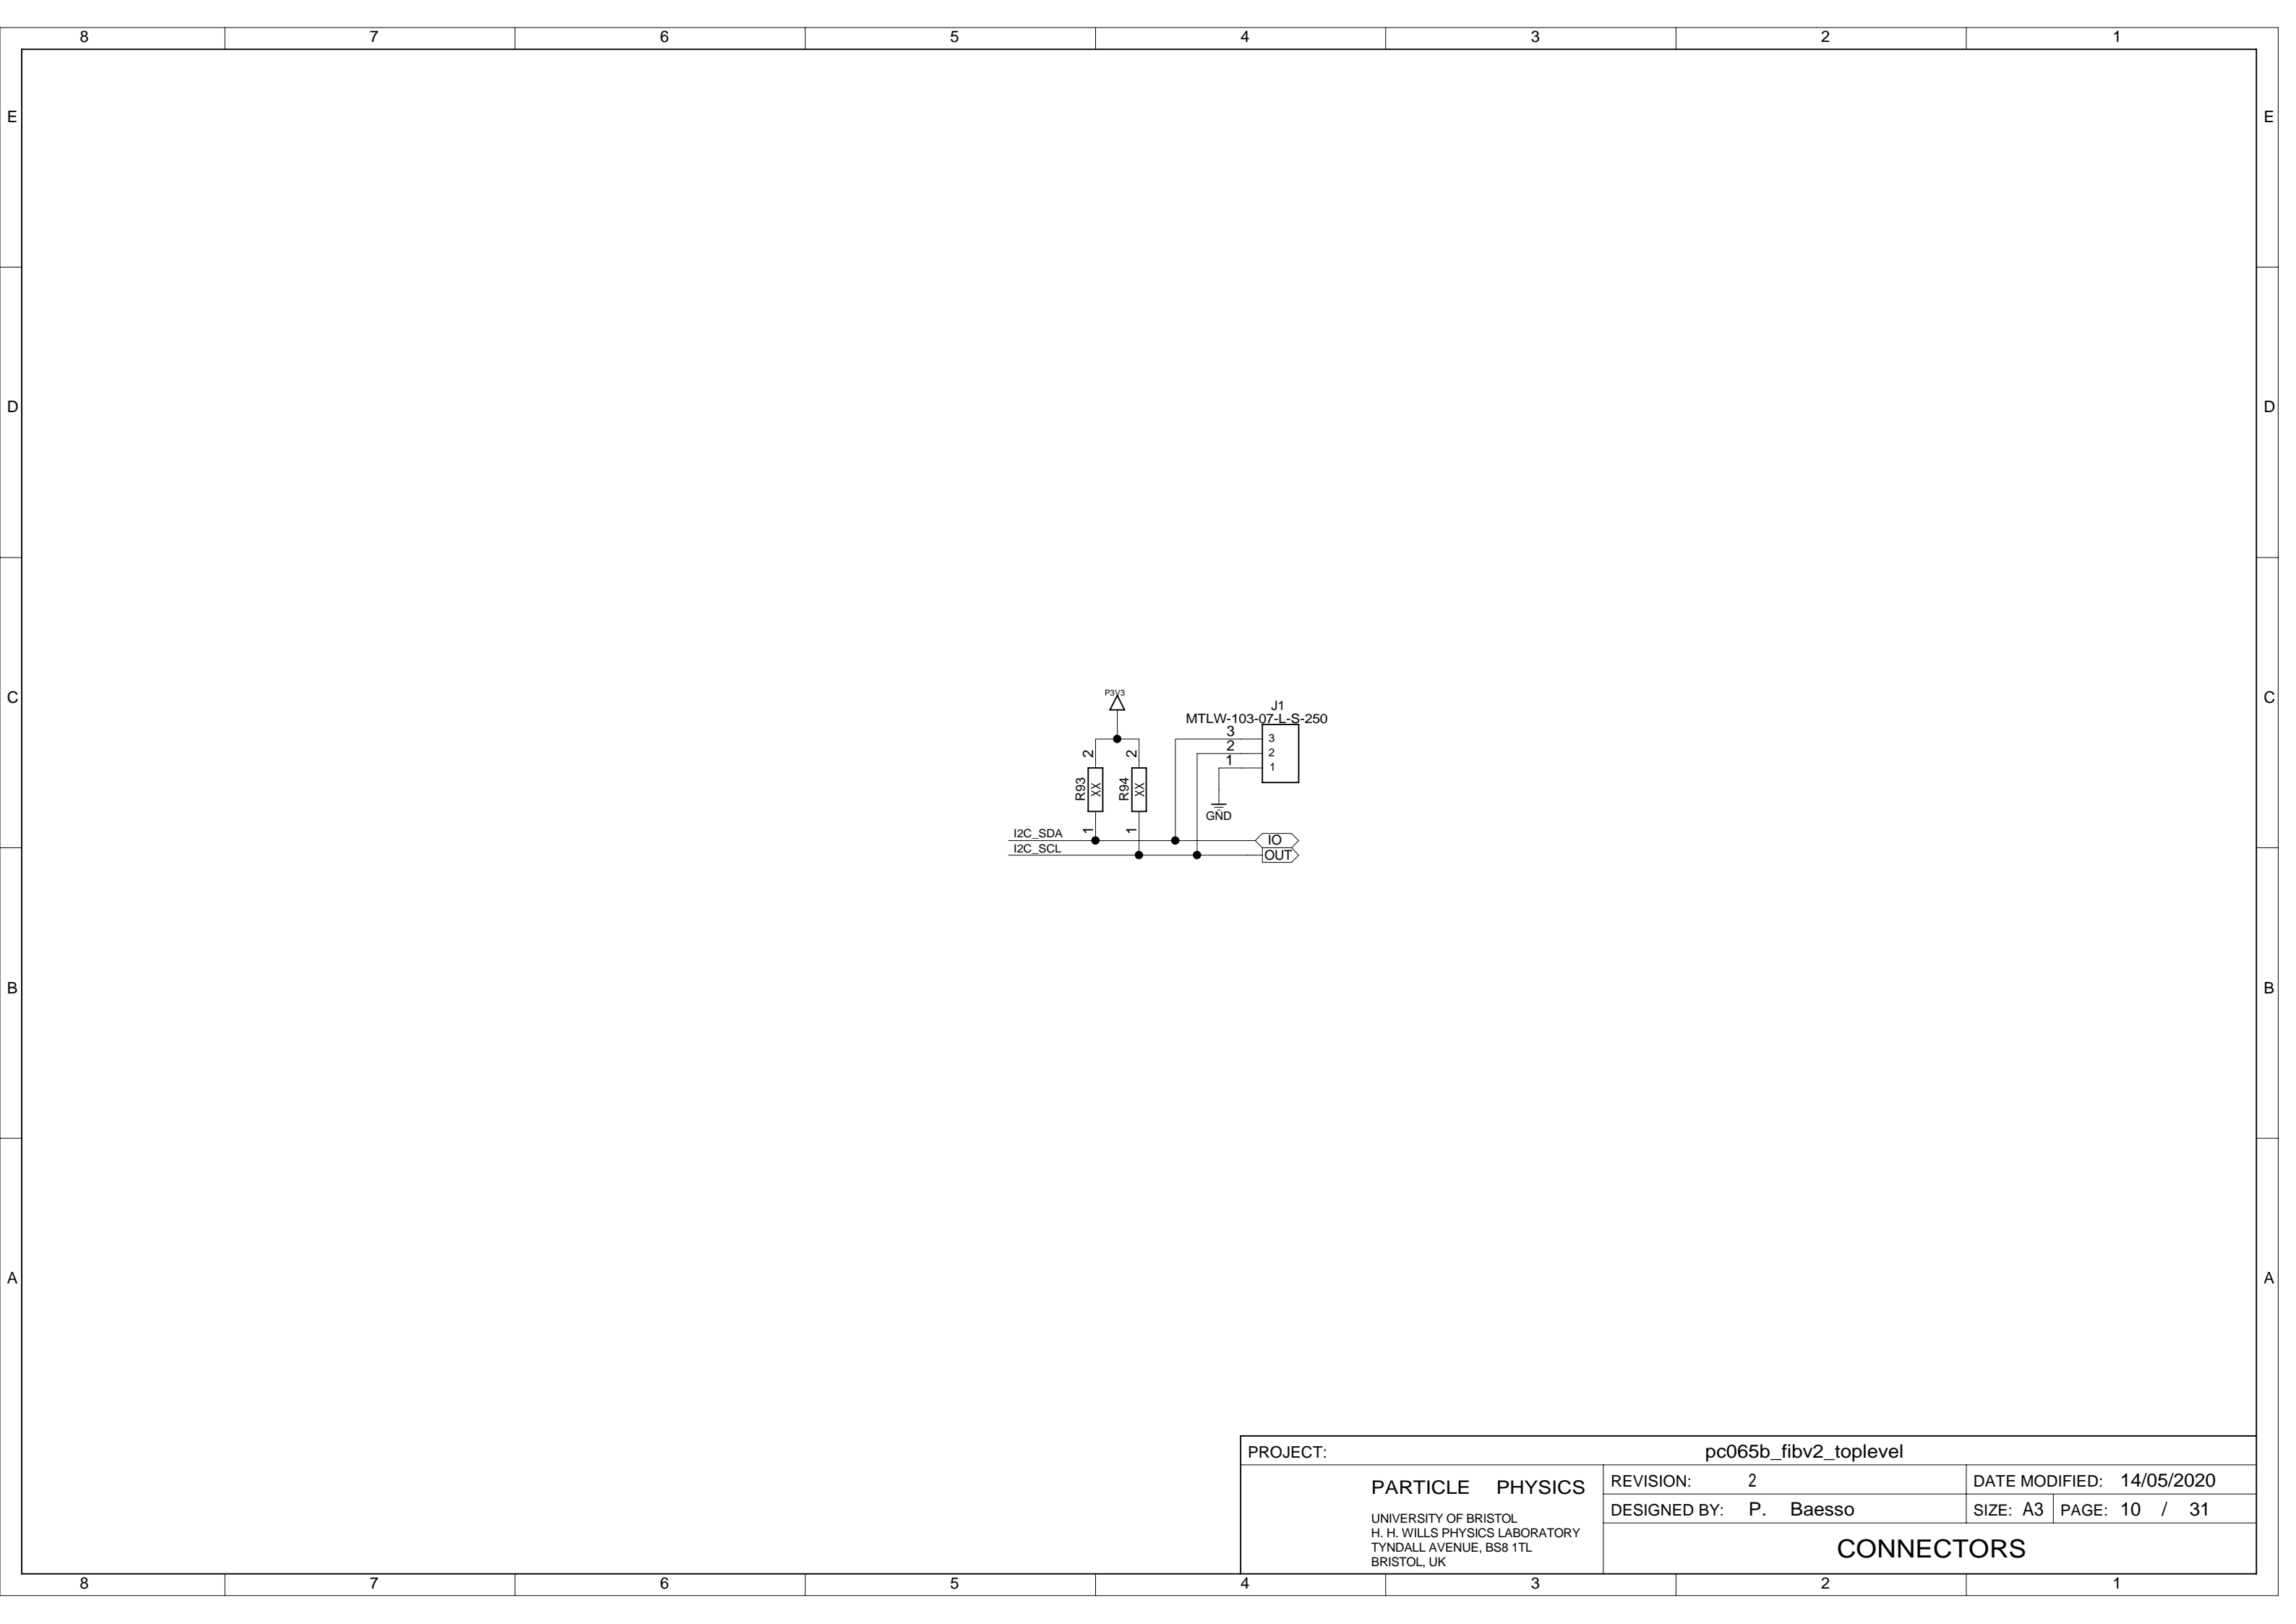 8 7 6 5 4 3 2 1
E E
D D
C C
B B
A A
P3V3
J1
MTLW-103-07-L-S-250
3 3
2 2
1 1
2 2
R93 XX R94 XX
1 1
GND
I2C_SDA IO
I2C_SCL OUT
PROJECT: pc065b_fibv2_toplevel
PARTICLE PHYSICS
UNIVERSITY OF BRISTOL
H. H. WILLS PHYSICS LABORATORY
TYNDALL AVENUE, BS8 1TL
BRISTOL, UK
REVISION: 2 DATE MODIFIED: 14/05/2020
DESIGNED BY: P. Baesso SIZE: A3 PAGE: 10 / 31
CONNECTORS
8 7 6 5 4 3 2 1